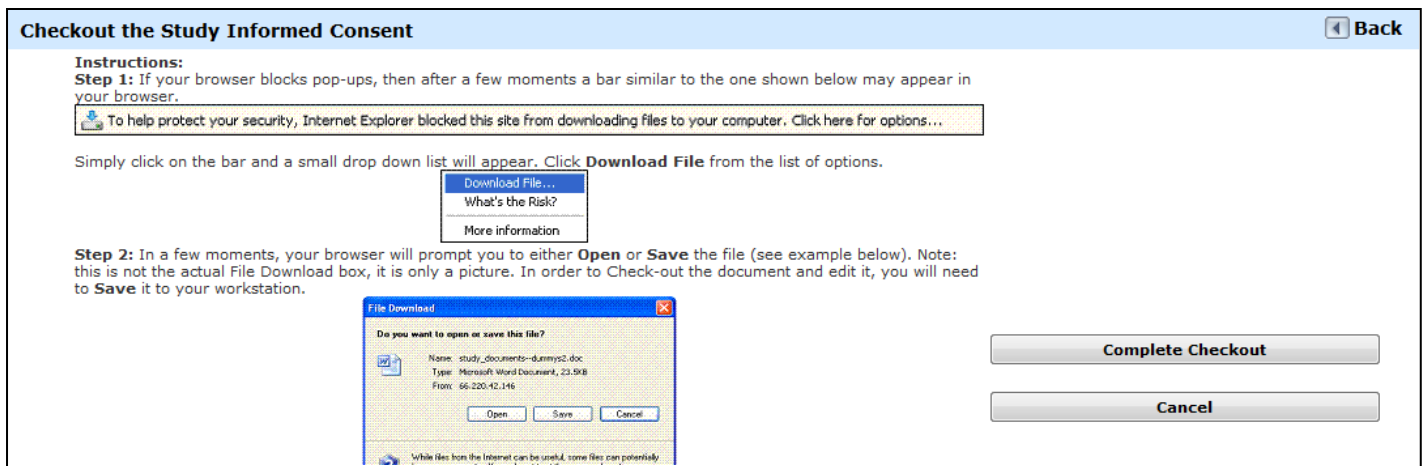 Checkout the Study Informed Consent
Back
Instructions:
Step 1: If your browser blocks pop-ups, then after a few moments a bar similar to the one shown below may appear in
your browser.
To help protect your security, Internet Explorer blocked this site from downloading files to your computer. Click here for options...
Simply click on the bar and a small drop down list will appear. Click Download File from the list of options.
Download File...
What's the Risk?
More information
Step 2: In a few moments, your browser will prompt you to either Open or Save the file (see example below). Note:
this is not the actual File Download box, it is only a picture. In order to Check-out the document and edit it, you will need
to Save it to your workstation.
File Download
Do you want to open or save this file?
Name: study_documents--dummys2.doc
Type: Microsoft Word Document, 23.5KB
From: 66.220.42.146
Open Save Cancel
While files from the Internet can be useful, some files can potentially
Complete Checkout
Cancel